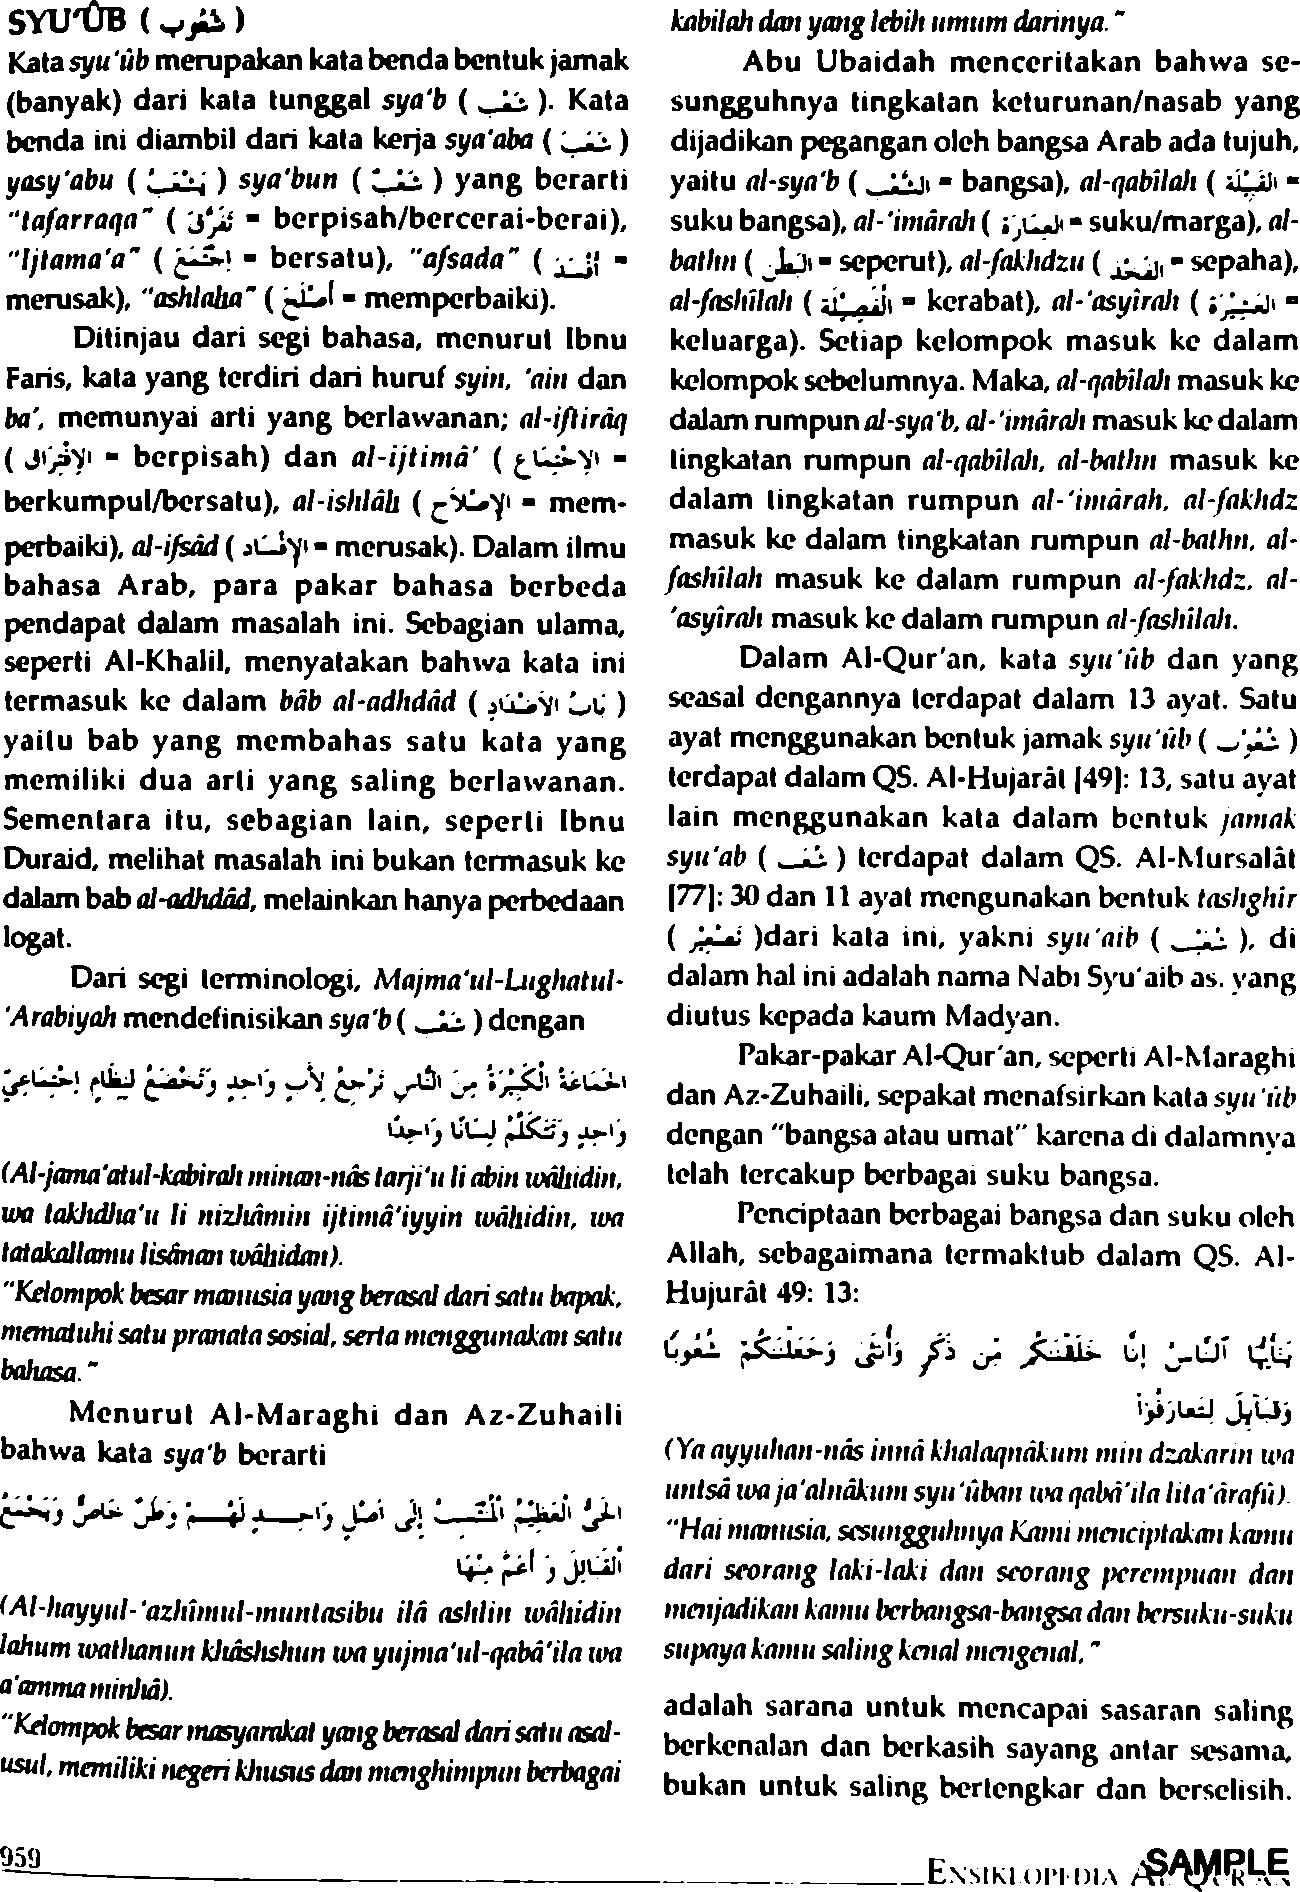 SYU'ÛB ( شُعُوْب )
Kata syu'ûb merupakan kata benda bentuk jamak
(banyak) dari kata tunggal sya'b ( شَعْب ). Kata
benda ini diambil dari kata kerja sya'aba ( شَعَبَ )
yasy'abu ( يَشْعَبُ ) sya'bun ( شَعْبٌ ) yang berarti
"tafarraqa" ( تَفَرَّقَ = berpisah/bercerai-berai),
"Ijtama'a" ( اِجْتَمَعَ = bersatu), "afsada" ( أَفْسَدَ =
merusak), "ashlaha" ( أَصْلَحَ = memperbaiki).
Ditinjau dari segi bahasa, menurut Ibnu
Faris, kata yang terdiri dari huruf syin, 'ain dan
ba', memunyai arti yang berlawanan; al-iftirâq
( الإِفْتِرَاق = berpisah) dan al-ijtimâ' ( الإِجْتِمَاع =
berkumpul/bersatu), al-ishlâh ( الإِصْلاَح = mem-
perbaiki), al-ifsâd ( الإِفْسَاد = merusak). Dalam ilmu
bahasa Arab, para pakar bahasa berbeda
pendapat dalam masalah ini. Sebagian ulama,
seperti Al-Khalil, menyatakan bahwa kata ini
termasuk ke dalam bâb al-adhdâd ( بَابُ الأَضْدَاد )
yaitu bab yang membahas satu kata yang
memiliki dua arti yang saling berlawanan.
Sementara itu, sebagian lain, seperti Ibnu
Duraid, melihat masalah ini bukan termasuk ke
dalam bab al-adhdâd, melainkan hanya perbedaan
logat.
Dari segi terminologi, Majma'ul-Lughatul-
'Arabiyah mendefinisikan sya'b ( شَعْب ) dengan
الجَمَاعَةُ الْكَبِيْرَةُ مِنَ النَّاسِ تَرْجِعُ لأَبٍ وَاحِدٍ وَتَخْضَعُ لِنِظَامٍ إِجْتِمَاعِيٍّ
وَاحِدٍ وَتَتَكَلَّمُ لِسَانًا وَاحِدًا
(Al-jama'atul-kabirah minan-nâs tarji'u li abin wâhidin,
wa takhdha'u li nizhâmin ijtimâ'iyyin wâhidin, wa
tatakallamu lisânan wâhidan).
"Kelompok besar manusia yang berasal dari satu bapak,
mematuhi satu pranata sosial, serta menggunakan satu
bahasa."
Menurut Al-Maraghi dan Az-Zuhaili
bahwa kata sya'b berarti
الحَيُّ الْعَظِيْمُ الْمُنْتَسِبُ إِلَى أَصْلٍ وَاحِدٍ لَهُمْ وَطَنٌ خَاصٌّ وَيَجْمَعُ
الْقَبَائِلَ وَ أَعَمَّ مِنْهَا
(Al-hayyul-'azhîmul-muntasibu ilâ ashlin wâhidin
lahum wathanun khâshshun wa yujma'ul-qabâ'ila wa
a'amma minhâ).
"Kelompok besar masyarakat yang berasal dari satu asal-
usul, memiliki negeri khusus dan menghimpun berbagai
kabilah dan yang lebih umum darinya."
Abu Ubaidah menceritakan bahwa se-
sungguhnya tingkatan keturunan/nasab yang
dijadikan pegangan oleh bangsa Arab ada tujuh,
yaitu al-sya'b ( الشَّعْب = bangsa), al-qabîlah ( القَبِيْلَة =
suku bangsa), al-'imârah ( العِمَارَة = suku/marga), al-
bathn ( البَطْن = seperut), al-fakhdzu ( الفَخْذ = sepaha),
al-fashîlah ( الفَصِيْلَة = kerabat), al-'asyîrah ( العَشِيْرَة =
keluarga). Setiap kelompok masuk ke dalam
kelompok sebelumnya. Maka, al-qabîlah masuk ke
dalam rumpun al-sya'b, al-'imârah masuk ke dalam
tingkatan rumpun al-qabîlah, al-bathn masuk ke
dalam tingkatan rumpun al-'imârah, al-fakhdz
masuk ke dalam tingkatan rumpun al-bathn, al-
fashîlah masuk ke dalam rumpun al-fakhdz, al-
'asyîrah masuk ke dalam rumpun al-fashîlah.
Dalam Al-Qur'an, kata syu'ûb dan yang
seasal dengannya terdapat dalam 13 ayat. Satu
ayat menggunakan bentuk jamak syu'ûb ( شُعُوْب )
terdapat dalam QS. Al-Hujarât [49]: 13, satu ayat
lain menggunakan kata dalam bentuk jamak
syu'ab ( شُعَب ) terdapat dalam QS. Al-Mursalât
[77]: 30 dan 11 ayat mengunakan bentuk tashghir
( تَصْغِيْر )dari kata ini, yakni syu'aib ( شُعَيْب ), di
dalam hal ini adalah nama Nabi Syu'aib as. yang
diutus kepada kaum Madyan.
Pakar-pakar Al-Qur'an, seperti Al-Maraghi
dan Az-Zuhaili, sepakat menafsirkan kata syu'ûb
dengan "bangsa atau umat" karena di dalamnya
telah tercakup berbagai suku bangsa.
Penciptaan berbagai bangsa dan suku oleh
Allah, sebagaimana termaktub dalam QS. Al-
Hujurât 49: 13:
يَٰٓأَيُّهَا ٱلنَّاسُ إِنَّا خَلَقْنَٰكُم مِّن ذَكَرٍ وَأُنثَىٰ وَجَعَلْنَٰكُمْ شُعُوبًا
وَقَبَآئِلَ لِتَعَارَفُوٓا۟
(Ya ayyuhan-nâs innâ khalaqnâkum min dzakarin wa
untsâ wa ja'alnâkum syu'ûban wa qabâ'ila lita'ârafû).
"Hai manusia, sesungguhnya Kami menciptakan kamu
dari seorang laki-laki dan seorang perempuan dan
menjadikan kamu berbangsa-bangsa dan bersuku-suku
supaya kamu saling kenal mengenal,"
adalah sarana untuk mencapai sasaran saling
berkenalan dan berkasih sayang antar sesama,
bukan untuk saling bertengkar dan berselisih.
959
ENSIKLOPEDIA AL-QUR'AN
SAMPLE